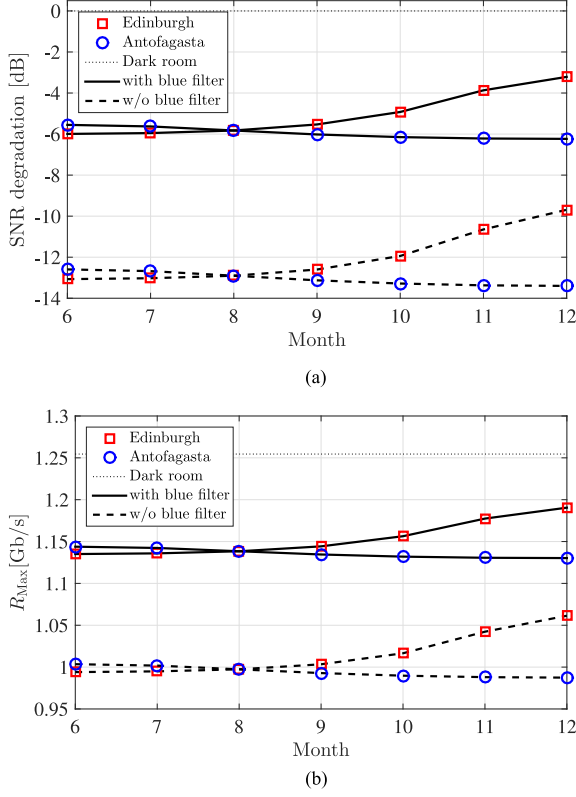 0
-2
-4
-6
-8
-10
-12
-14
SNR degradation [dB]
Edinburgh
Antofagasta
Dark room
with blue filter
w/o blue filter
6 7 8 9 10 11 12
Month
(a)
1.3
1.25
1.2
1.15
1.1
1.05
1
0.95
R_Max[Gb/s]
Edinburgh
Antofagasta
Dark room
with blue filter
w/o blue filter
6 7 8 9 10 11 12
Month
(b)